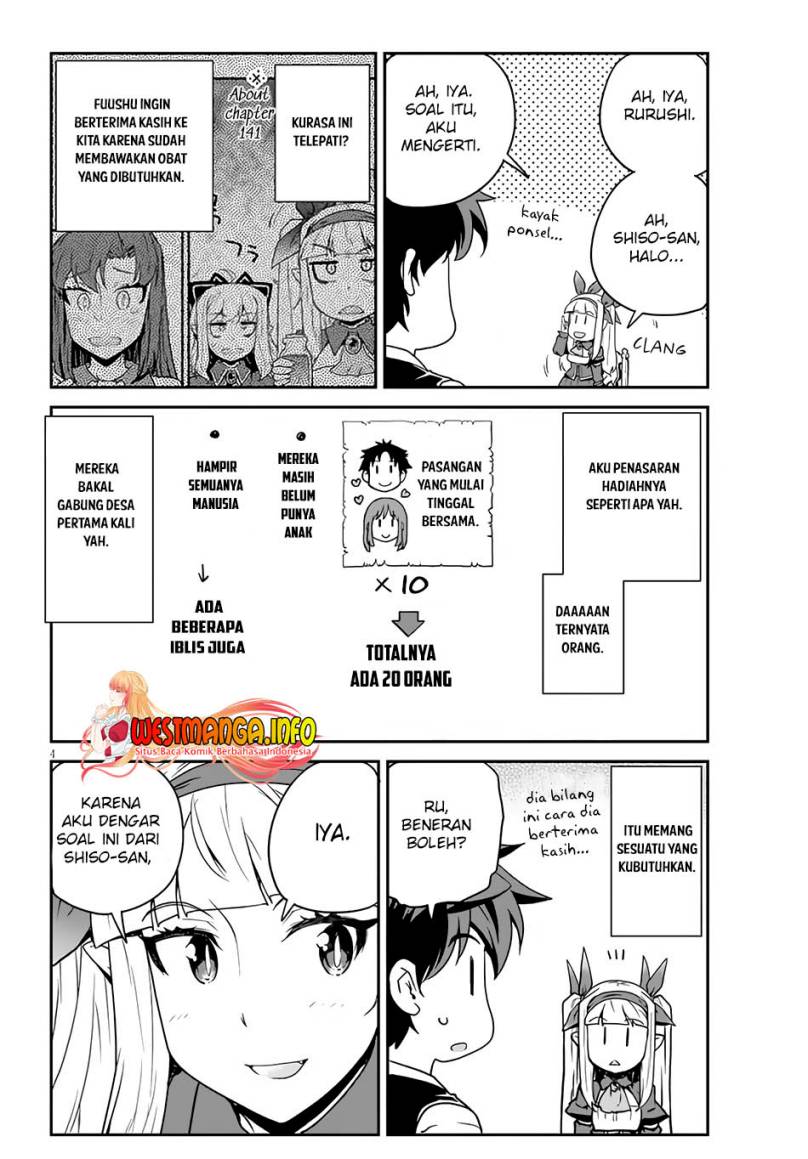 AH, IYA,
RURUSHI.
AH,
SHISO-SAN,
HALO...
AH, IYA.
SOAL ITU,
AKU
MENGERTI.
kayak
ponsel...
CLANG
KURASA INI
TELEPATI?
About
chapter
141
FUUSHU INGIN
BERTERIMA KASIH KE
KITA KARENA SUDAH
MEMBAWAKAN OBAT
YANG DIBUTUHKAN.
フラ
AKU PENASARAN
HADIAHNYA
SEPERTI APA YAH.
DAAAAAN
TERNYATA
ORANG.
PASANGAN
YANG MULAI
TINGGAL
BERSAMA.
×10
TOTALNYA
ADA 20 ORANG
MEREKA
MASIH
BELUM
PUNYA
ANAK
HAMPIR
SEMUANYA
MANUSIA
ADA
BEBERAPA
IBLIS JUGA
MEREKA
BAKAL
GABUNG DESA
PERTAMA KALI
YAH.
WESTMANGA.INFO
Situs Baca Komik Berbahasa Indonesia
4
ITU MEMANG
SESUATU YANG
KUBUTUHKAN.
dia bilang
ini cara dia
berterima
kasih...
RU,
BENERAN
BOLEH?
IYA.
KARENA
AKU DENGAR
SOAL INI DARI
SHISO-SAN,